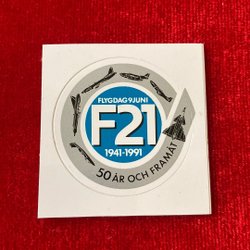 FLYGDAG 9 JUNI
F21
1941-1991
50 ÅR OCH FRAMÅT